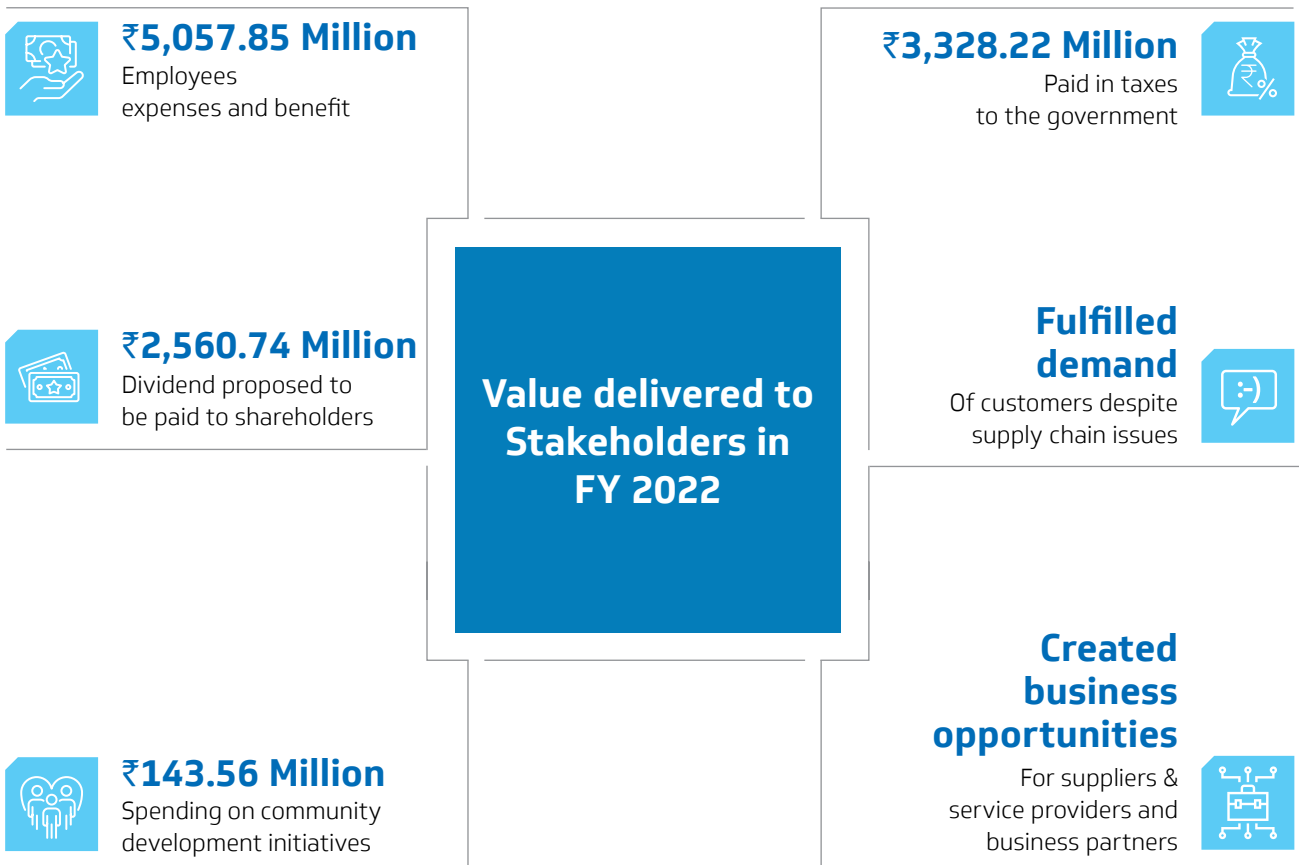 ₹5,057.85 Million
Employees
expenses and benefit
₹2,560.74 Million
Dividend proposed to
be paid to shareholders
₹143.56 Million
Spending on community
development initiatives
Value delivered to
Stakeholders in
FY 2022
₹3,328.22 Million
Paid in taxes
to the government
₹
%
Fulfilled
demand
Of customers despite
supply chain issues
:-)
Created
business
opportunities
For suppliers &
service providers and
business partners